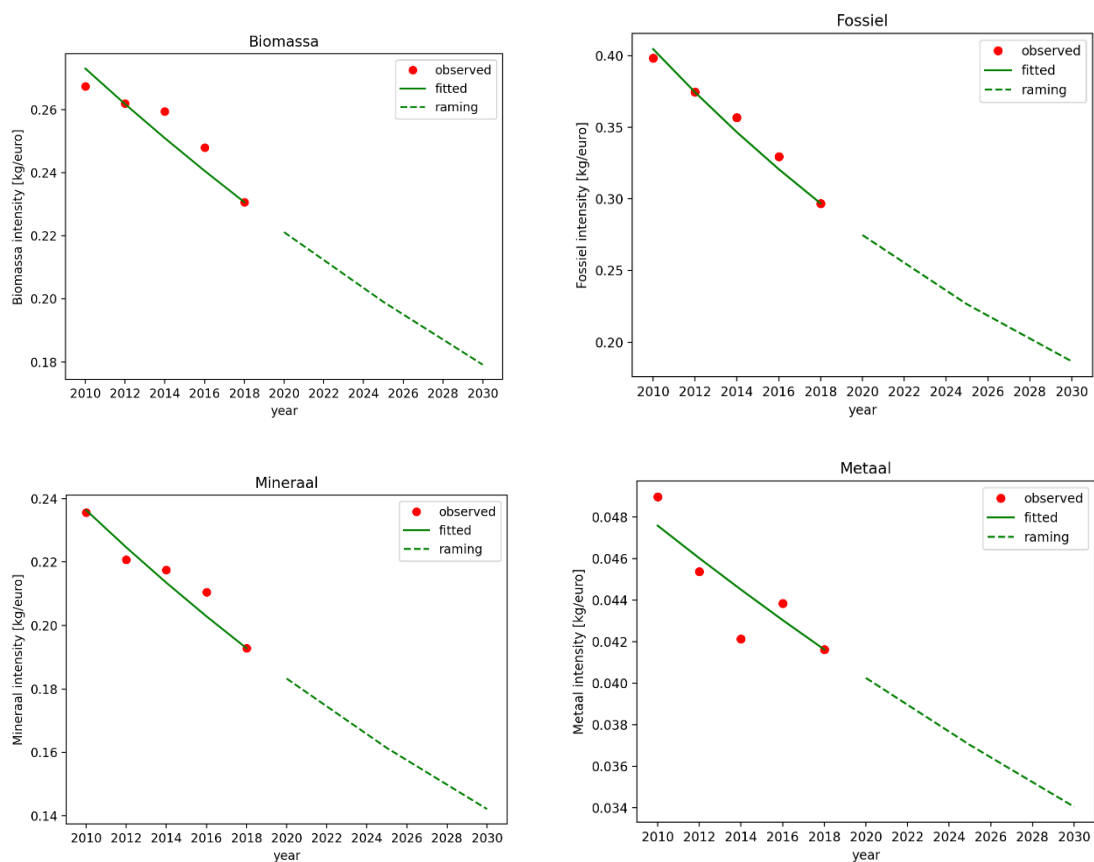 Biomassa
observed
fitted
raming
Biomassa intensity [kg/euro]
0.26
0.24
0.22
0.20
0.18
2010 2012 2014 2016 2018 2020 2022 2024 2026 2028 2030
year
Fossiel
observed
fitted
raming
Fossiel intensity [kg/euro]
0.40
0.35
0.30
0.25
0.20
2010 2012 2014 2016 2018 2020 2022 2024 2026 2028 2030
year
Mineraal
observed
fitted
raming
Mineraal intensity [kg/euro]
0.24
0.22
0.20
0.18
0.16
0.14
2010 2012 2014 2016 2018 2020 2022 2024 2026 2028 2030
year
Metaal
observed
fitted
raming
Metaal intensity [kg/euro]
0.048
0.046
0.044
0.042
0.040
0.038
0.036
0.034
2010 2012 2014 2016 2018 2020 2022 2024 2026 2028 2030
year